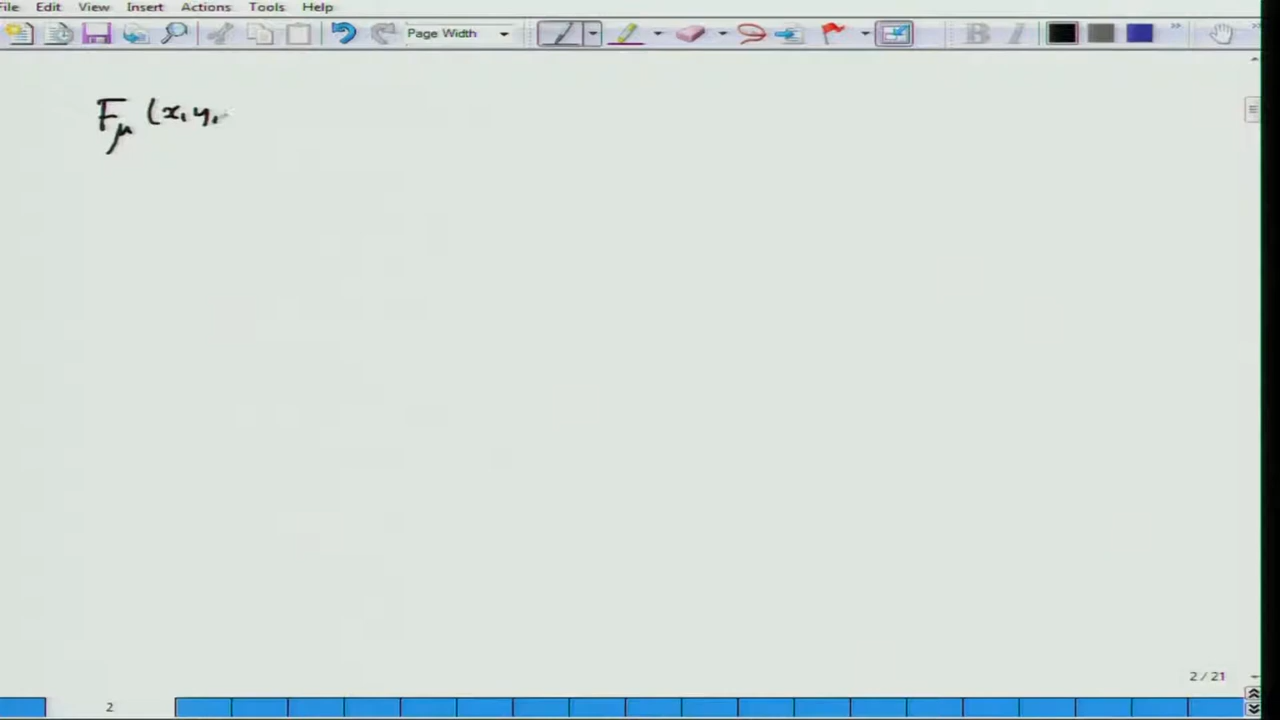 File Edit View Insert Actions Tools Help
Page Width B I
Fμ (x, y,
2 / 21
2